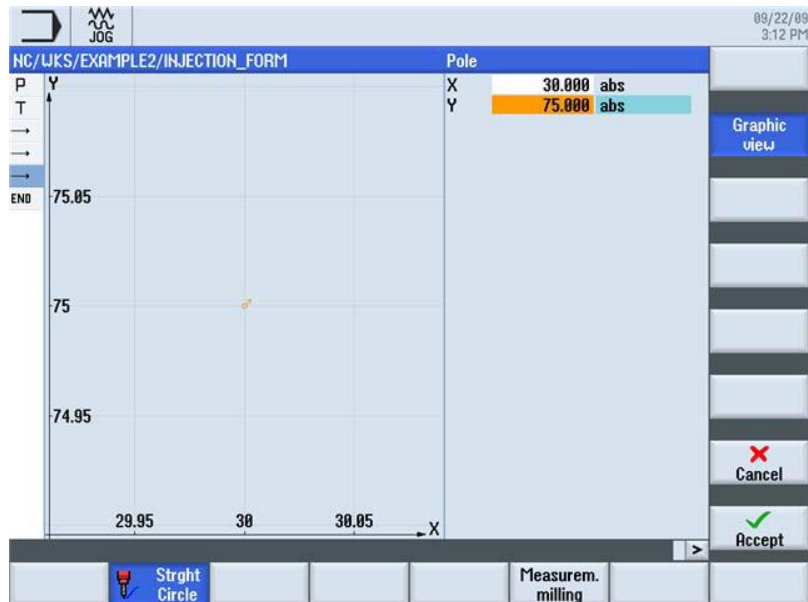 JOG
09/22/09
3:12 PM
NC/WKS/EXAMPLE2/INJECTION_FORM
Pole
P
T
END
Y
X 30.000 abs
Y 75.000 abs
75.05
75
74.95
29.95 30 30.05 X
Graphic
view
Cancel
Accept
>
Strght
Circle
Measurem.
milling